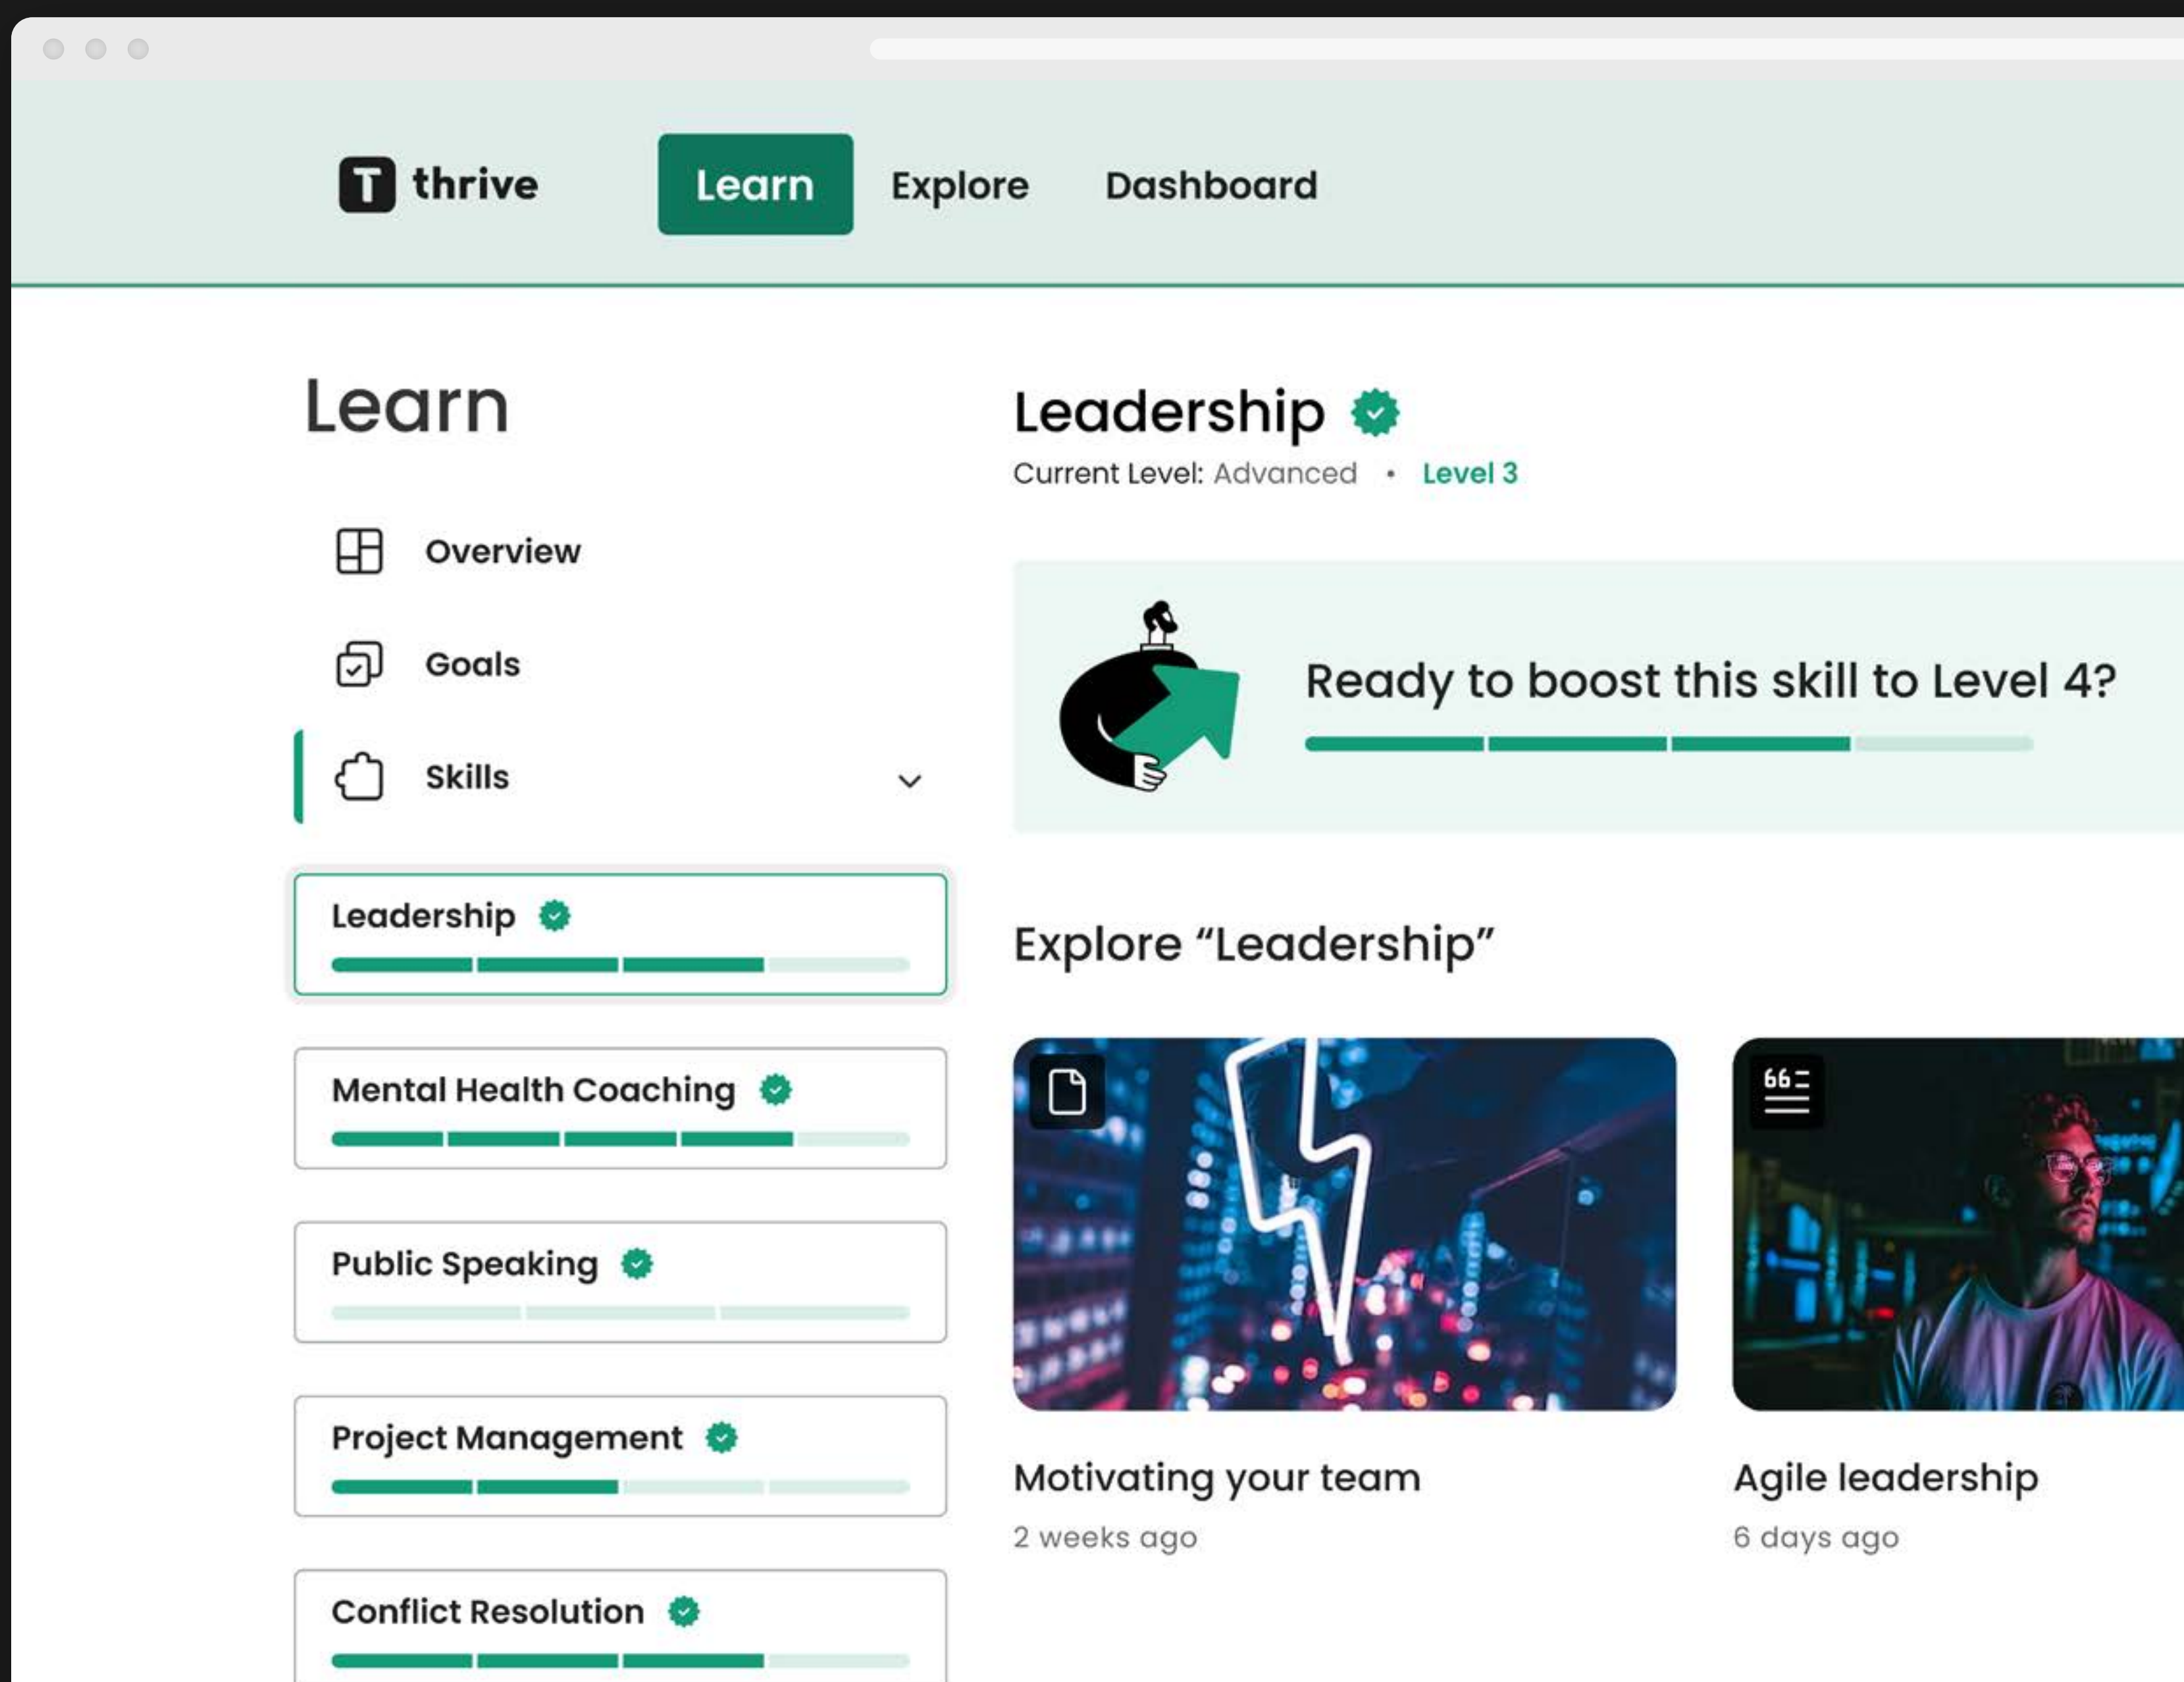 thrive
Learn
Explore
Dashboard
Learn
Overview
Goals
Skills
Leadership
Mental Health Coaching
Public Speaking
Project Management
Conflict Resolution
Leadership
Current Level: Advanced • Level 3
Ready to boost this skill to Level 4?
Explore “Leadership”
Motivating your team
2 weeks ago
Agile leadership
6 days ago